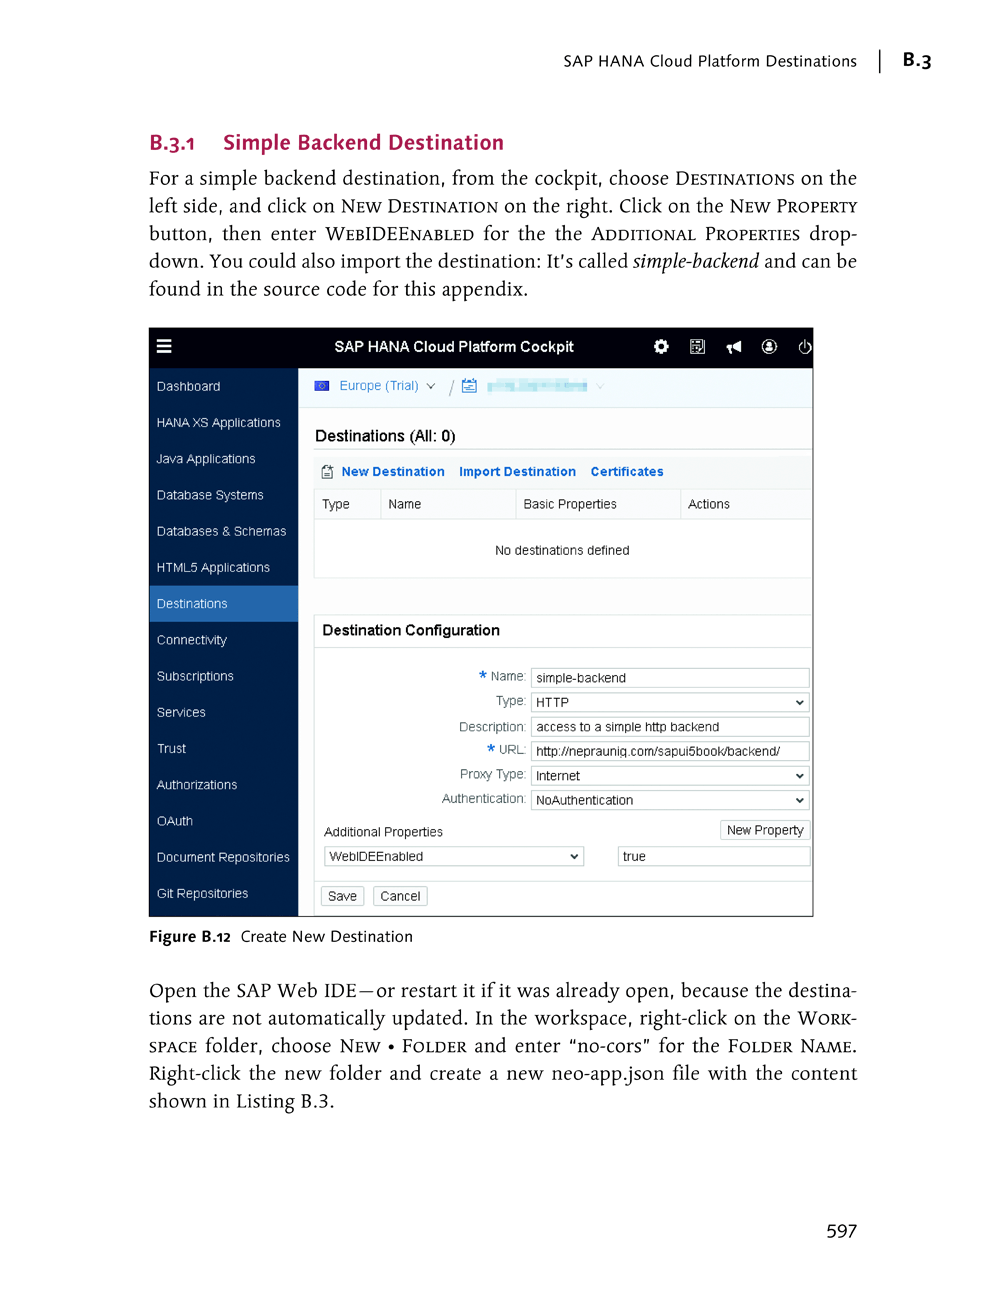 SAP HANA Cloud Platform Destinations | B.3
B.3.1 Simple Backend Destination
For a simple backend destination, from the cockpit, choose DESTINATIONS on the
left side, and click on NEW DESTINATION on the right. Click on the NEW PROPERTY
button, then enter WEBIDEENABLED for the the ADDITIONAL PROPERTIES drop-
down. You could also import the destination: It's called simple-backend and can be
found in the source code for this appendix.
SAP HANA Cloud Platform Cockpit
Dashboard
HANA XS Applications
Java Applications
Database Systems
Databases & Schemas
HTML5 Applications
Destinations
Connectivity
Subscriptions
Services
Trust
Authorizations
OAuth
Document Repositories
Git Repositories
Europe (Trial) /
Destinations (All: 0)
New Destination Import Destination Certificates
Type Name Basic Properties Actions
No destinations defined
Destination Configuration
* Name: simple-backend
Type: HTTP
Description: access to a simple http backend
* URL: http://nepraunig.com/sapui5book/backend/
Proxy Type: Internet
Authentication: NoAuthentication
Additional Properties New Property
WebIDEEnabled true
Save Cancel
Figure B.12 Create New Destination
Open the SAP Web IDE—or restart it if it was already open, because the destina-
tions are not automatically updated. In the workspace, right-click on the WORK-
SPACE folder, choose NEW • FOLDER and enter “no-cors” for the FOLDER NAME.
Right-click the new folder and create a new neo-app.json file with the content
shown in Listing B.3.
597